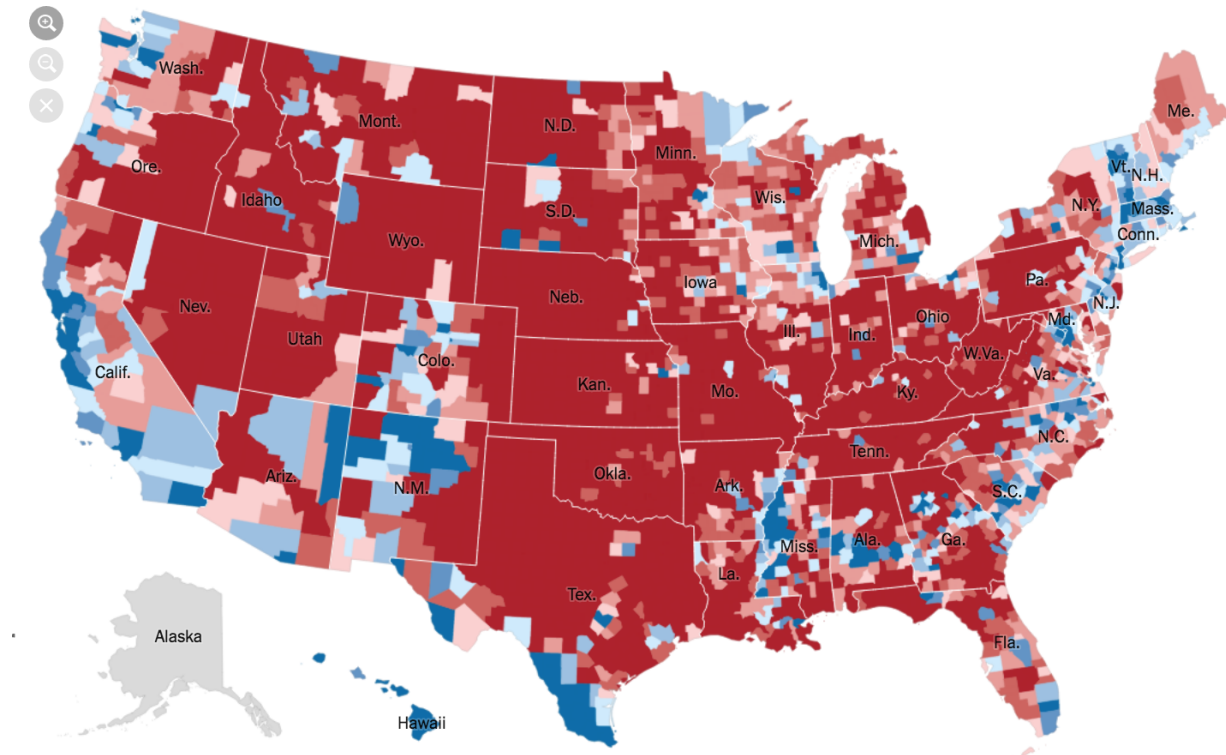 Wash.
Mont.
N.D.
Minn.
Me.
Ore.
Idaho
S.D.
Wis.
Vt.
N.H.
N.Y.
Mass.
Wyo.
Mich.
Conn.
Nev.
Neb.
Iowa
Pa.
N.J.
Utah
Ill.
Ind.
Ohio
Md.
Calif.
Colo.
Kan.
Mo.
W.Va.
Va.
Ky.
Ariz.
N.M.
Okla.
Ark.
Tenn.
N.C.
S.C.
Miss.
Ala.
Ga.
Tex.
La.
Fla.
Alaska
Hawaii